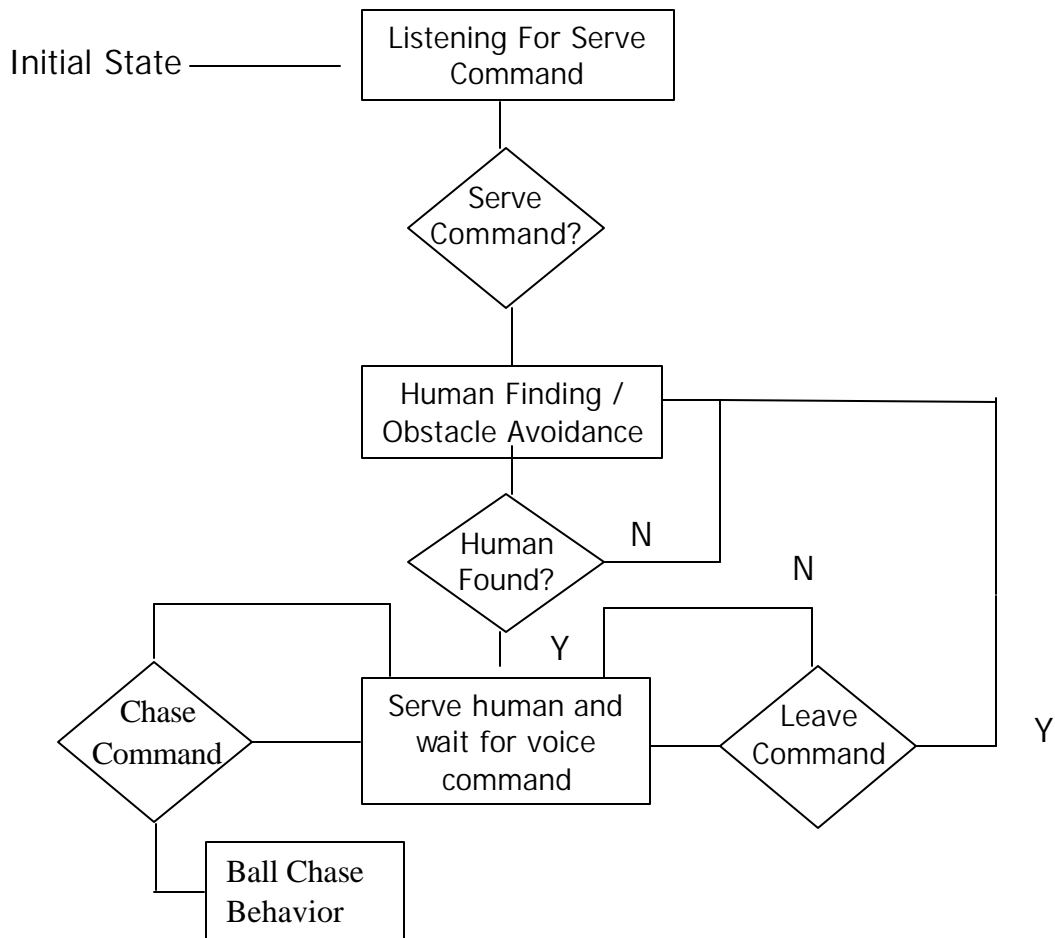 Listening For Serve
Command
Initial State
Serve
Command?
Human Finding /
Obstacle Avoidance
Human
Found?
N
N
Y
Chase
Command
Serve human and
wait for voice
command
Leave
Command
Y
Ball Chase
Behavior